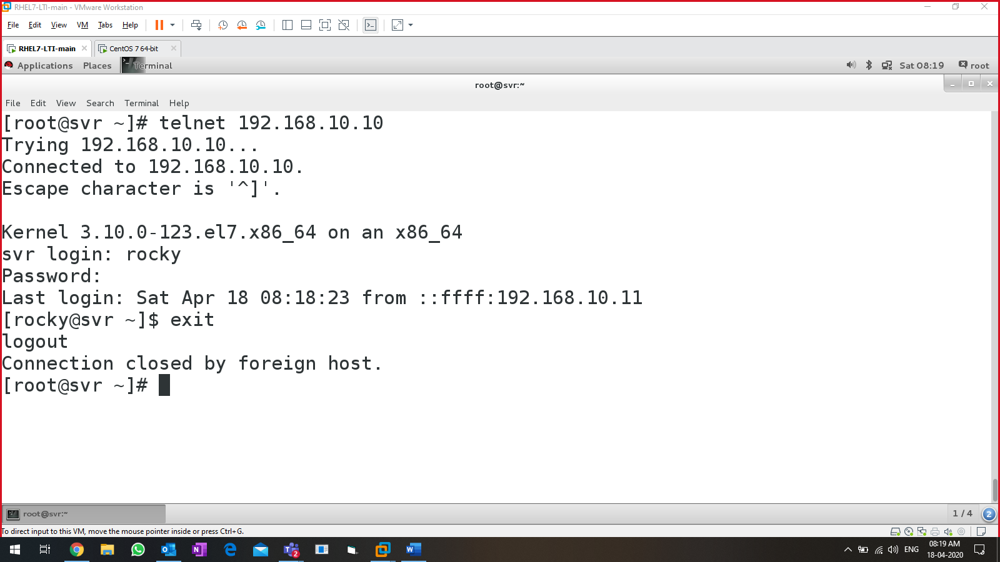 RHEL7-LTI-main - VMware Workstation
File Edit View VM Tabs Help
RHEL7-LTI-main CentOS 7 64-bit
Applications Places Terminal Sat 08:19 root
root@svr:~
File Edit View Search Terminal Help
[root@svr ~]# telnet 192.168.10.10
Trying 192.168.10.10...
Connected to 192.168.10.10.
Escape character is '^]'.
Kernel 3.10.0-123.el7.x86_64 on an x86_64
svr login: rocky
Password:
Last login: Sat Apr 18 08:18:23 from ::ffff:192.168.10.11
[rocky@svr ~]$ exit
logout
Connection closed by foreign host.
[root@svr ~]#
root@svr:~ 1 / 4 2
To direct input to this VM, move the mouse pointer inside or press Ctrl+G.
2 ENG 08:19 AM
18-04-2020